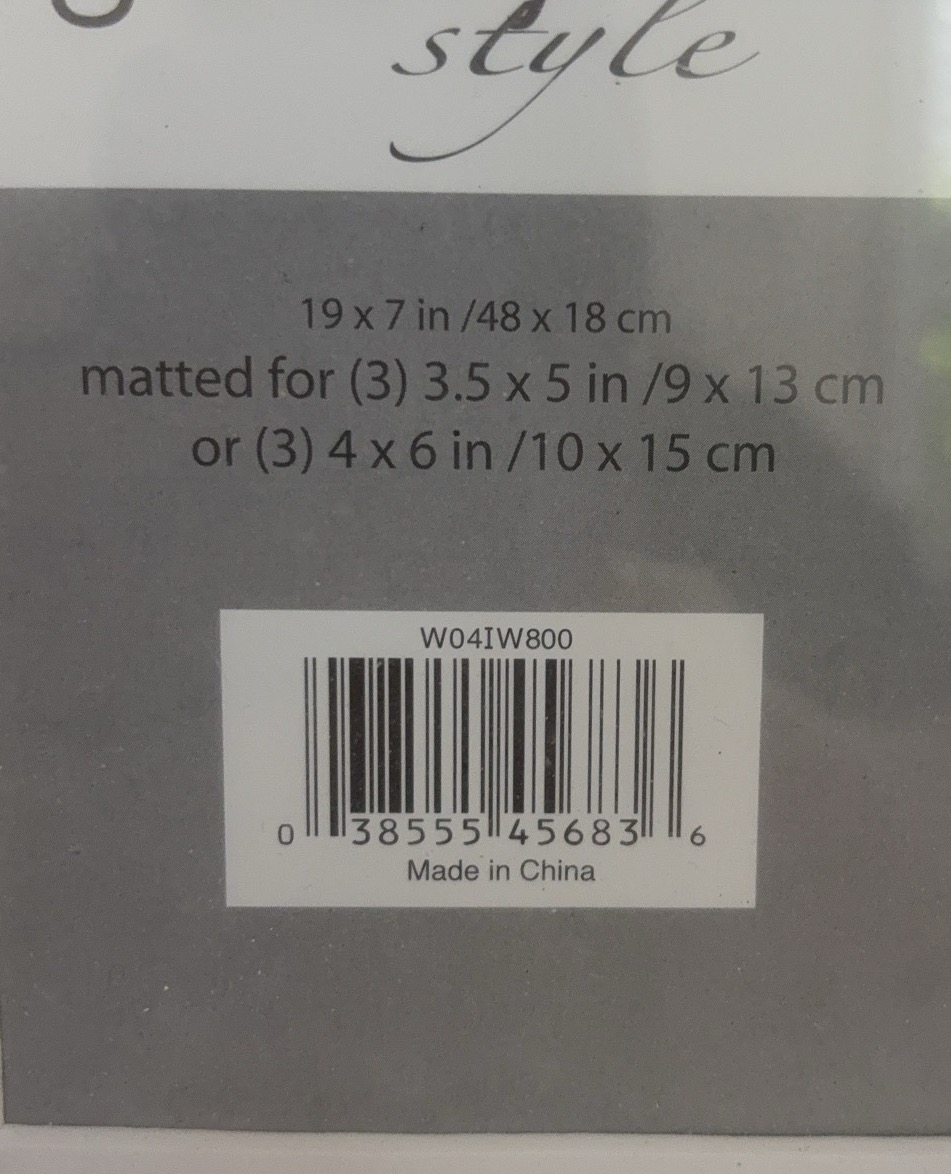 style
19 x 7 in /48 x 18 cm
matted for (3) 3.5 x 5 in /9 x 13 cm
or (3) 4 x 6 in /10 x 15 cm
W04IW800
0 38555 45683 6
Made in China